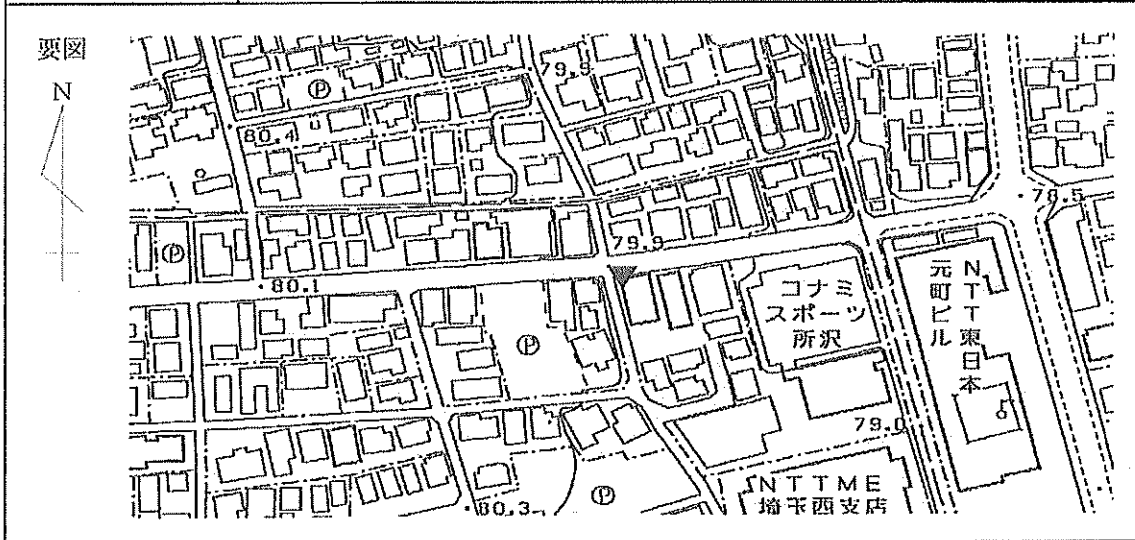 要図
N
79.9
Ⓟ
80.4
78.5
79.9
Ⓟ
80.1
コナミ
スポーツ
所沢
NTT東日本
元町ビル
Ⓟ
79.0
NTTME
埼玉西支店
Ⓟ
80.3